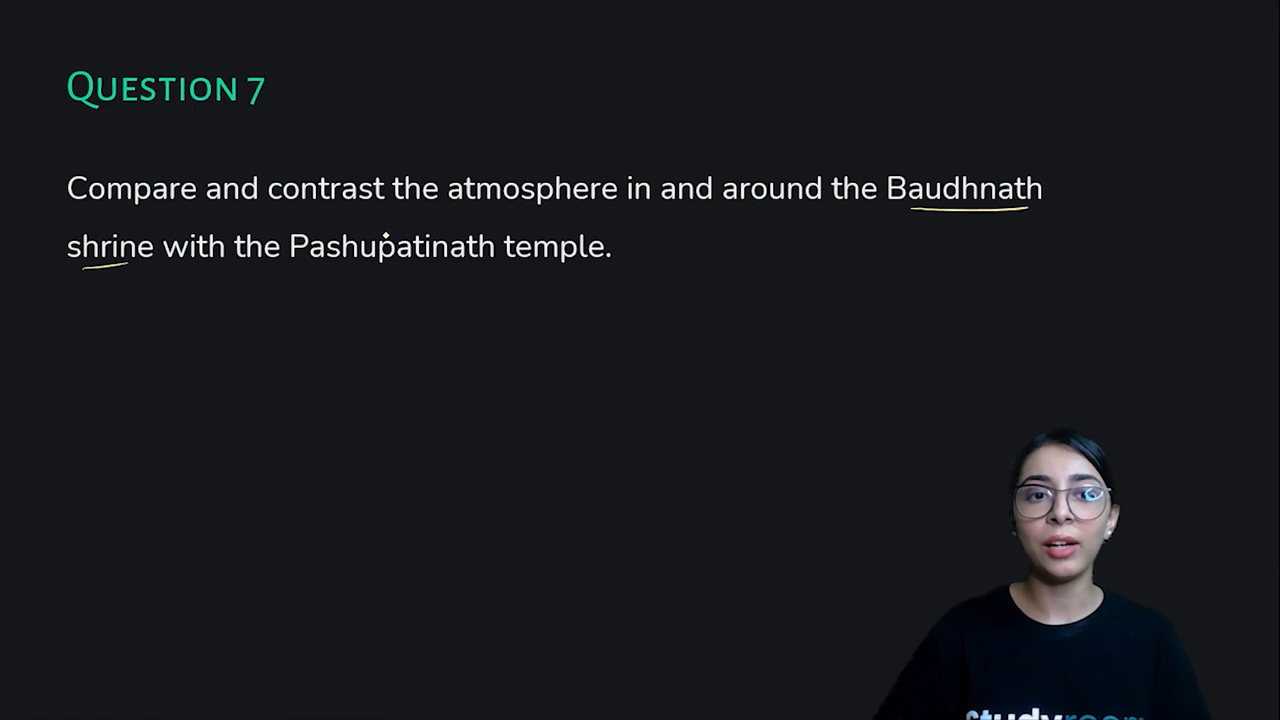 Question 7
Compare and contrast the atmosphere in and around the Baudhnath
shrine with the Pashupatinath temple.